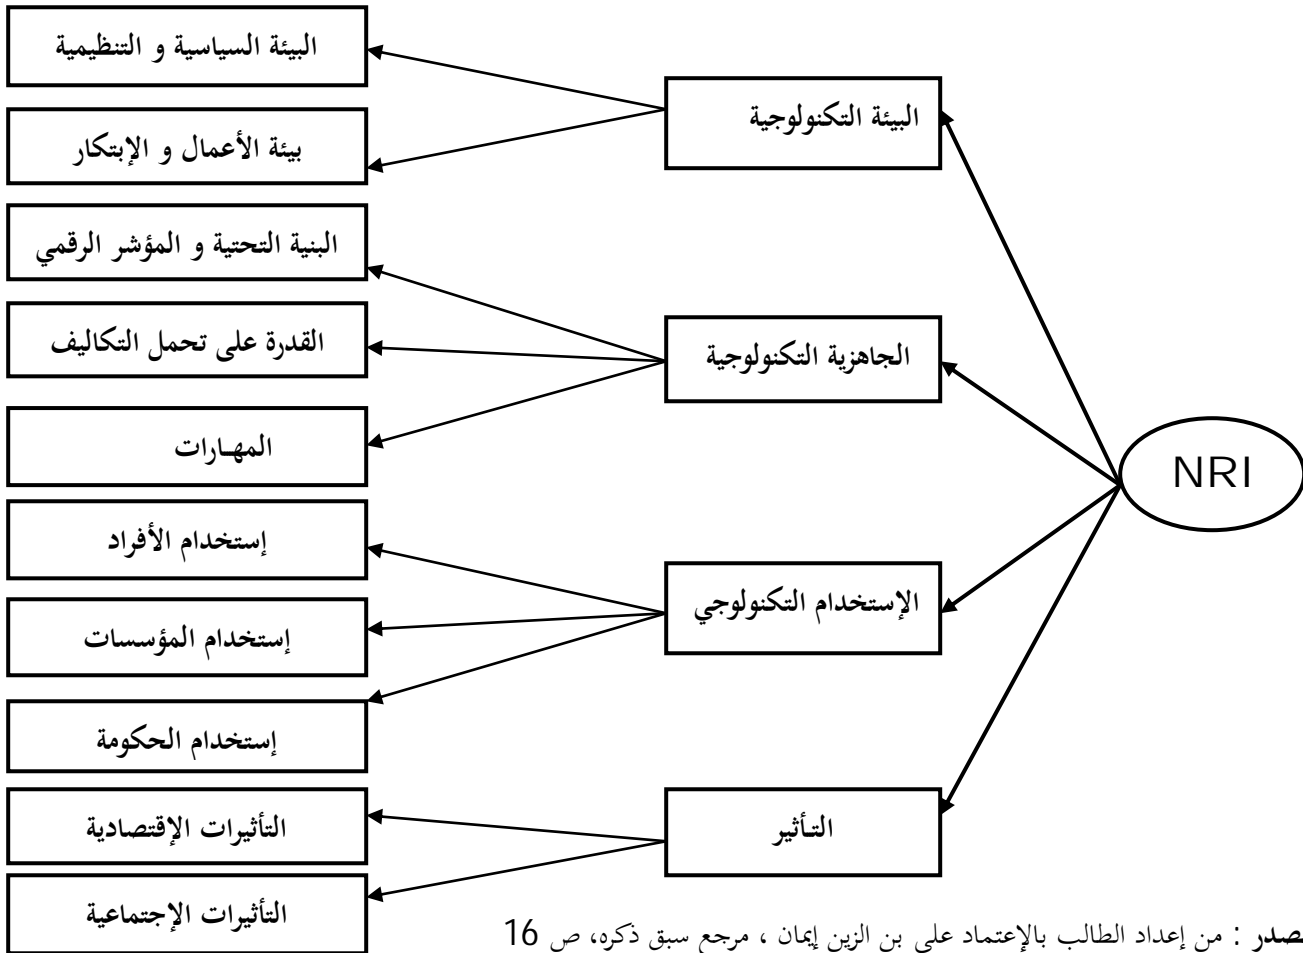 NRI
البيئة التكنولوجية
البيئة السياسية و التنظيمية
بيئة الأعمال و الإبتكار
الجاهزية التكنولوجية
البنية التحتية و المؤشر الرقمي
القدرة على تحمل التكاليف
المهـارات
الإستخدام التكنولوجي
إستخدام الأفراد
إستخدام المؤسسات
إستخدام الحكومة
التـأثير
التأثيرات الإقتصادية
التأثيرات الإجتماعية
صدر : من إعداد الطالب بالإعتماد على بن الزين إيمان ، مرجع سبق ذكره، ص 16